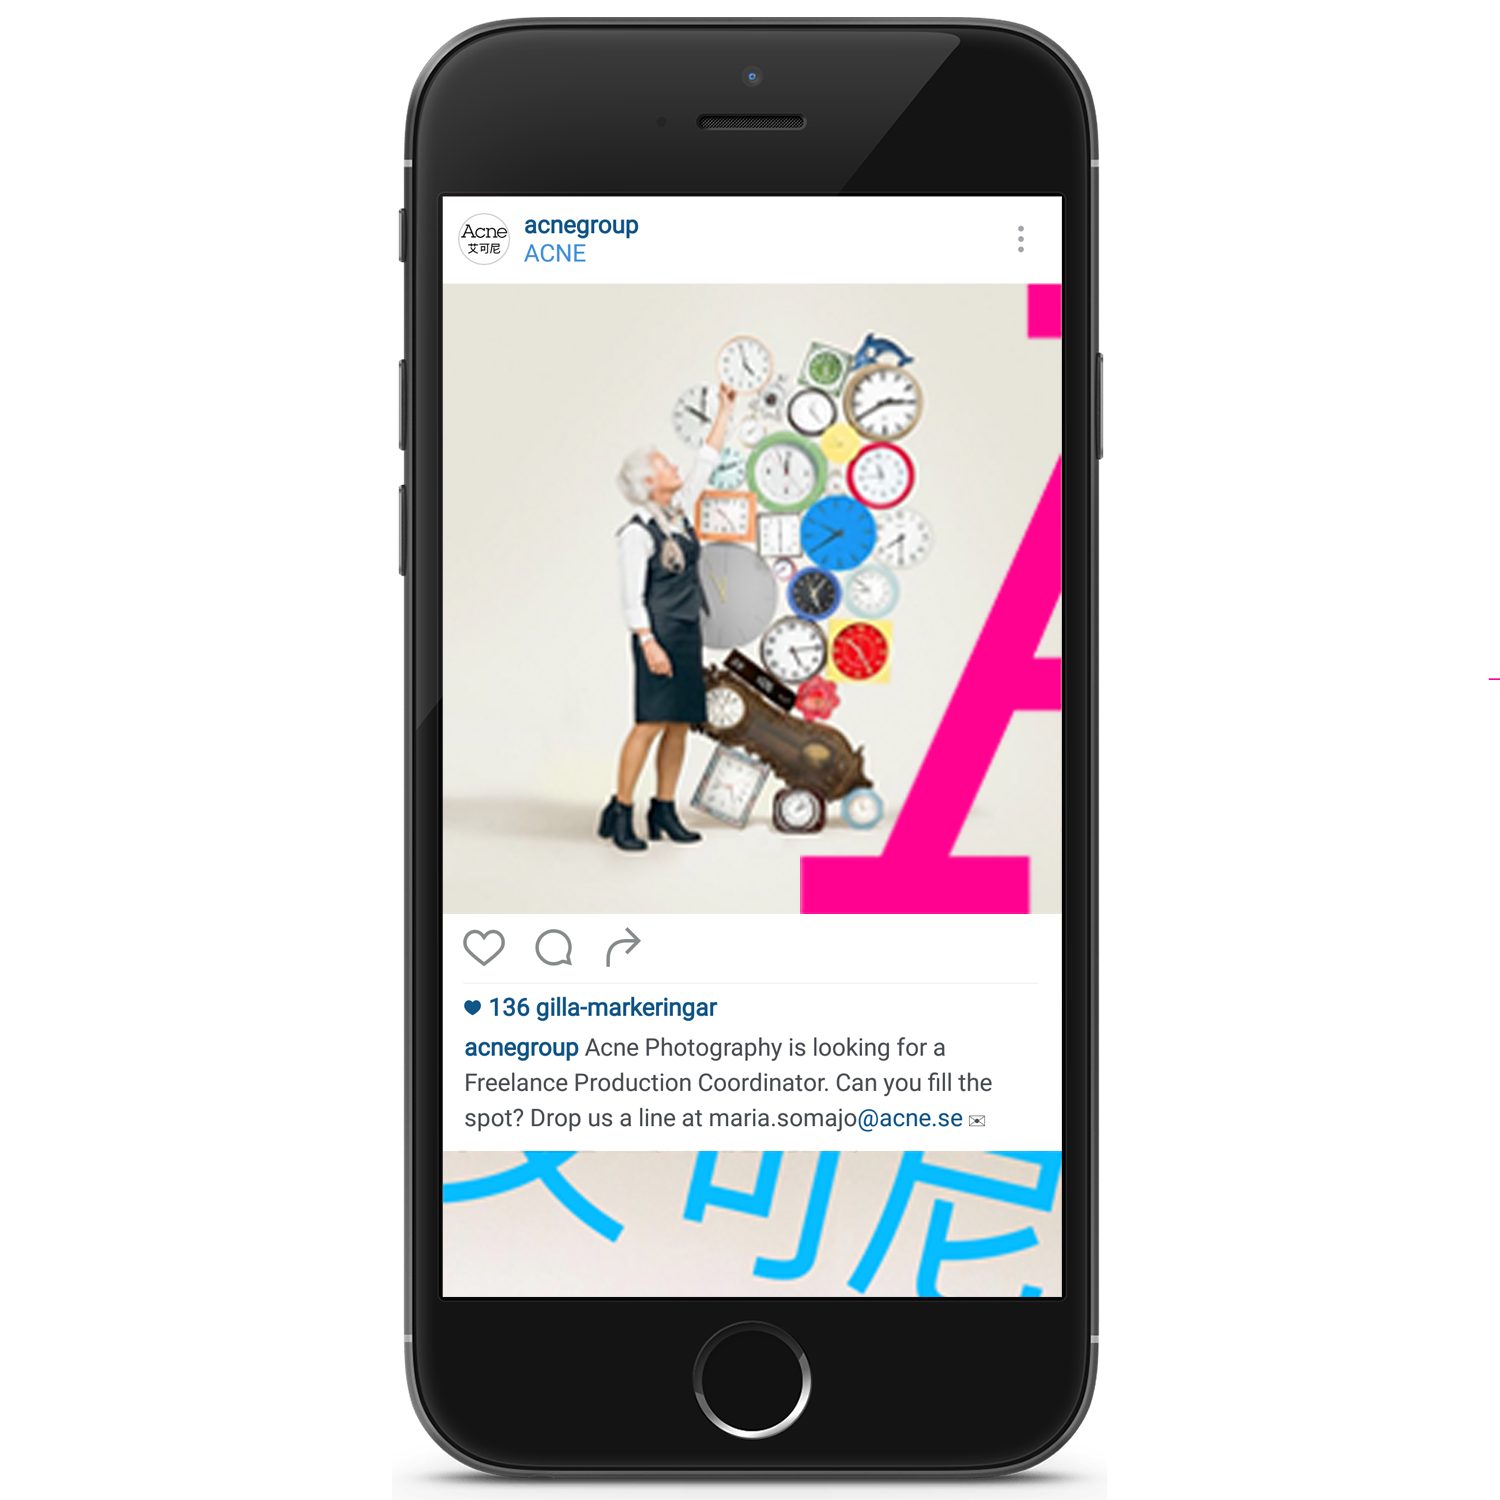 Acne
艾可尼
acnegroup
ACNE
A
136 gilla-markeringar
acnegroup Acne Photography is looking for a
Freelance Production Coordinator. Can you fill the
spot? Drop us a line at maria.somajo@acne.se ✉
艾可尼